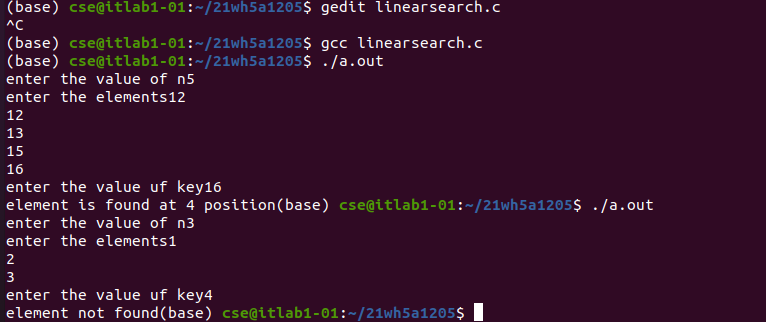 (base) cse@itlab1-01:~/21wh5a1205$ gedit linearsearch.c
^C
(base) cse@itlab1-01:~/21wh5a1205$ gcc linearsearch.c
(base) cse@itlab1-01:~/21wh5a1205$ ./a.out
enter the value of n5
enter the elements12
12
13
15
16
enter the value uf key16
element is found at 4 position(base) cse@itlab1-01:~/21wh5a1205$ ./a.out
enter the value of n3
enter the elements1
2
3
enter the value uf key4
element not found(base) cse@itlab1-01:~/21wh5a1205$